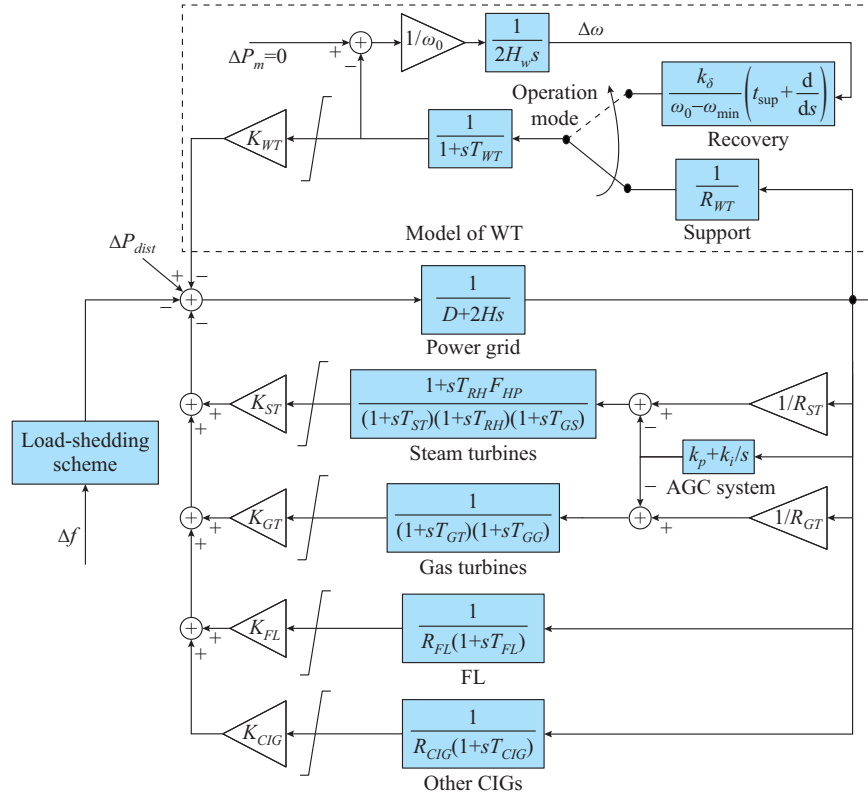 1/ω₀
1
2H_w s
Δω
ΔP_m=0
+
+
−
Operation
mode
k_δ
ω₀−ω_min
(t_sup + d/ds)
Recovery
K_WT
1
1+sT_WT
1
R_WT
Support
Model of WT
ΔP_dist
+
−
−
+
−
1
D+2Hs
Power grid
K_ST
+
+
+
1+sT_RH F_HP
(1+sT_ST)(1+sT_RH)(1+sT_GS)
Steam turbines
+
+
−
1/R_ST
Load-shedding
scheme
k_p+k_i/s
AGC system
Δf
K_GT
+
+
+
1
(1+sT_GT)(1+sT_GG)
Gas turbines
−
+
+
1/R_GT
K_FL
+
+
+
1
R_FL(1+sT_FL)
FL
K_CIG
1
R_CIG(1+sT_CIG)
Other CIGs